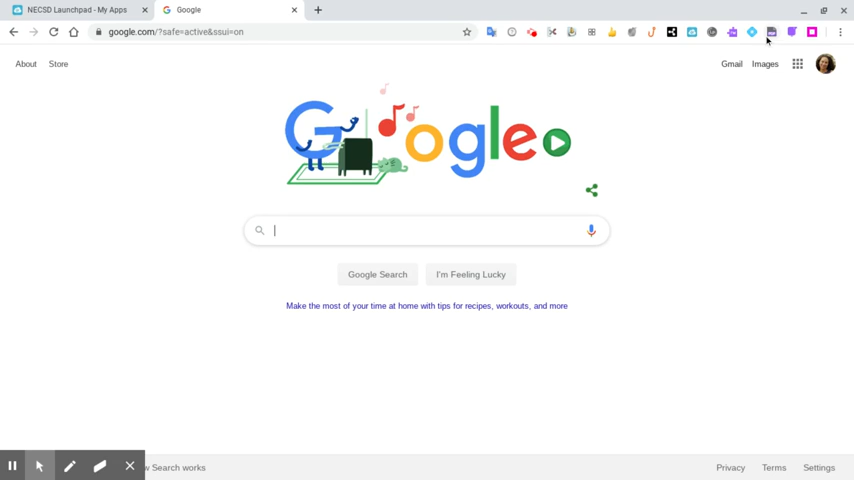 NECSD Launchpad - My Apps
Google
google.com/?safe=active&ssui=on
About Store
Gmail Images
Google
Google Search I'm Feeling Lucky
Make the most of your time at home with tips for recipes, workouts, and more
Search works
Privacy Terms Settings